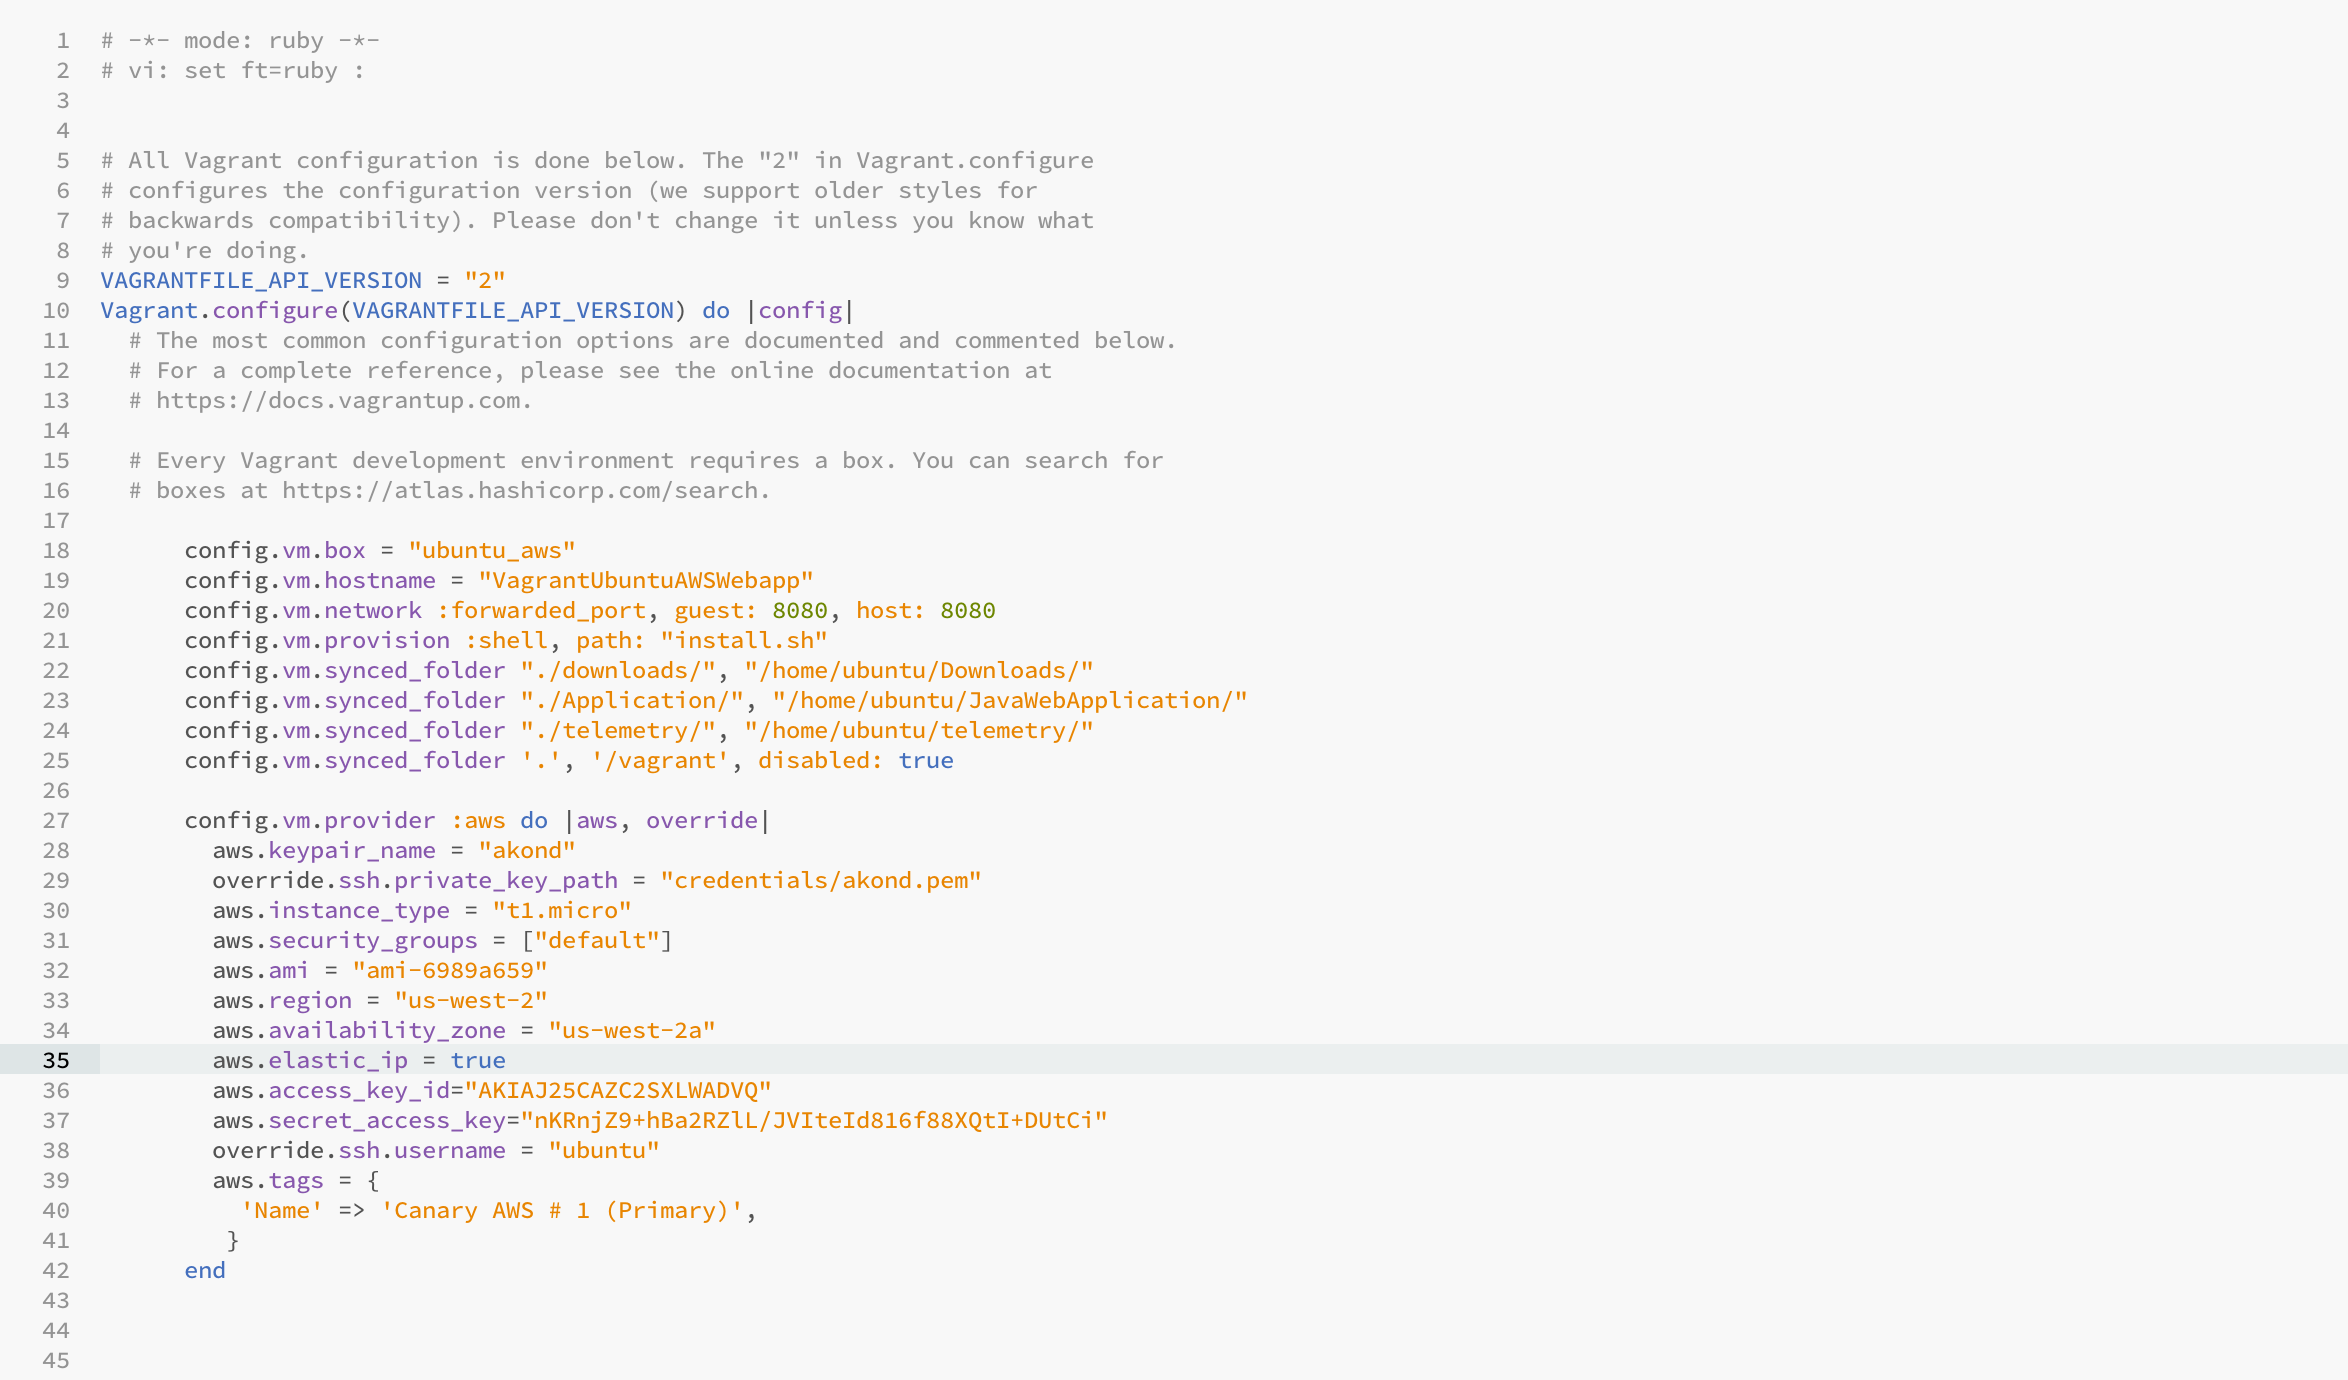 1 # -*- mode: ruby -*-
2 # vi: set ft=ruby :
3
4
5 # All Vagrant configuration is done below. The "2" in Vagrant.configure
6 # configures the configuration version (we support older styles for
7 # backwards compatibility). Please don't change it unless you know what
8 # you're doing.
9 VAGRANTFILE_API_VERSION = "2"
10 Vagrant.configure(VAGRANTFILE_API_VERSION) do |config|
11   # The most common configuration options are documented and commented below.
12   # For a complete reference, please see the online documentation at
13   # https://docs.vagrantup.com.
14
15   # Every Vagrant development environment requires a box. You can search for
16   # boxes at https://atlas.hashicorp.com/search.
17
18       config.vm.box = "ubuntu_aws"
19       config.vm.hostname = "VagrantUbuntuAWSWebapp"
20       config.vm.network :forwarded_port, guest: 8080, host: 8080
21       config.vm.provision :shell, path: "install.sh"
22       config.vm.synced_folder "./downloads/", "/home/ubuntu/Downloads/"
23       config.vm.synced_folder "./Application/", "/home/ubuntu/JavaWebApplication/"
24       config.vm.synced_folder "./telemetry/", "/home/ubuntu/telemetry/"
25       config.vm.synced_folder '.', '/vagrant', disabled: true
26
27       config.vm.provider :aws do |aws, override|
28         aws.keypair_name = "akond"
29         override.ssh.private_key_path = "credentials/akond.pem"
30         aws.instance_type = "t1.micro"
31         aws.security_groups = ["default"]
32         aws.ami = "ami-6989a659"
33         aws.region = "us-west-2"
34         aws.availability_zone = "us-west-2a"
35         aws.elastic_ip = true
36         aws.access_key_id="AKIAJ25CAZC2SXLWADVQ"
37         aws.secret_access_key="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"
38         override.ssh.username = "ubuntu"
39         aws.tags = {
40           'Name' => 'Canary AWS # 1 (Primary)',
41          }
42       end
43
44
45